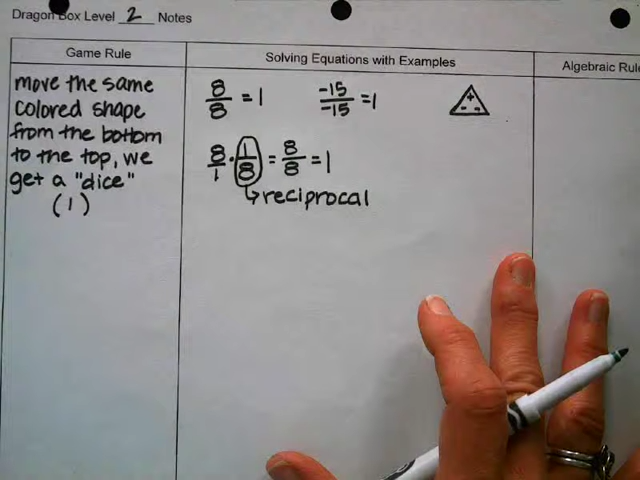 Dragon Box Level 2 Notes
Game Rule
Solving Equations with Examples
Algebraic Rule
move the same
colored shape
from the bottom
to the top, we
get a "dice"
(1)
8/8 = 1
-15/-15 = 1
+
- -
8/1 · 1/8 = 8/8 = 1
reciprocal